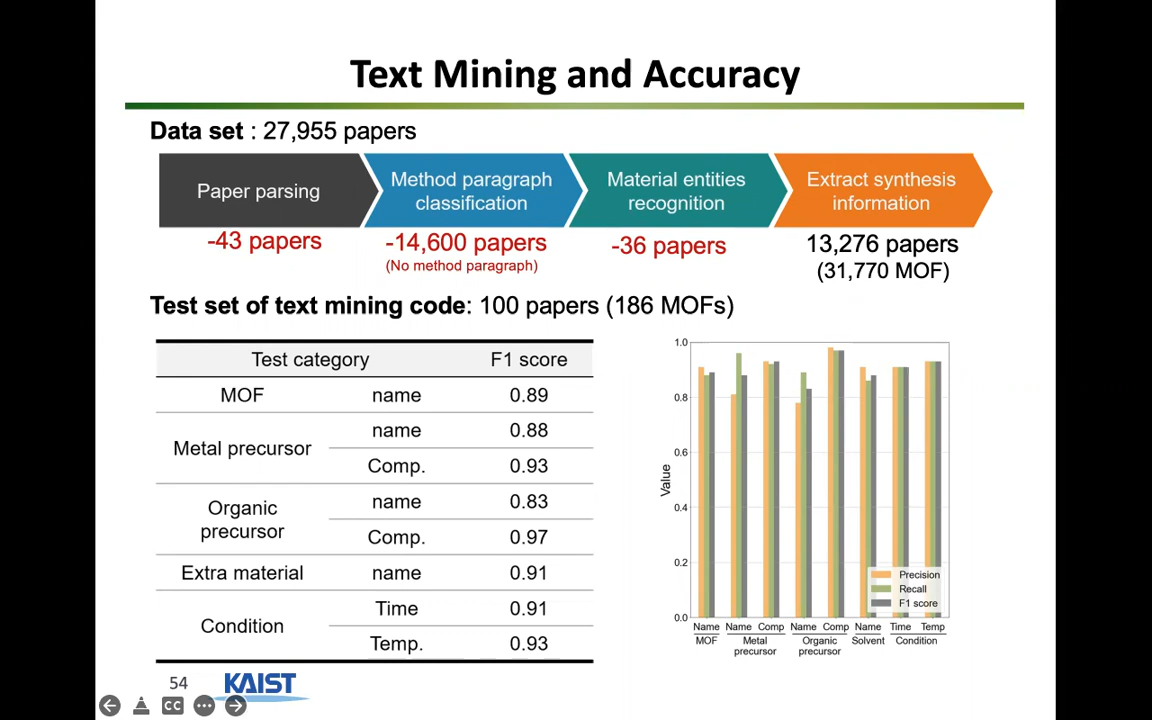 Text Mining and Accuracy
Data set : 27,955 papers
Paper parsing
Method paragraph
classification
Material entities
recognition
Extract synthesis
information
-43 papers
-14,600 papers
(No method paragraph)
-36 papers
13,276 papers
(31,770 MOF)
Test set of text mining code: 100 papers (186 MOFs)
Test category F1 score
MOF name 0.89
Metal precursor
name 0.88
Comp. 0.93
Organic
precursor
name 0.83
Comp. 0.97
Extra material name 0.91
Condition
Time 0.91
Temp. 0.93
Value
1.0
0.8
0.6
0.4
0.2
0.0
Precision
Recall
F1 score
Name Name Comp Name Comp Name Time Temp
MOF Metal precursor Organic precursor Solvent Condition
54
KAIST
CC